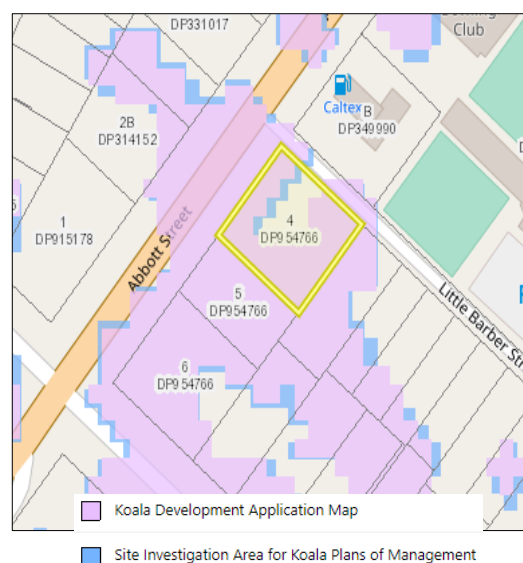 DP331017
Club
Caltex
B
DP349990
2B
DP314152
1
DP915178
Abbott Street
4
DP954766
5
DP954766
6
DP954766
Little Barber Str
Koala Development Application Map
Site Investigation Area for Koala Plans of Management